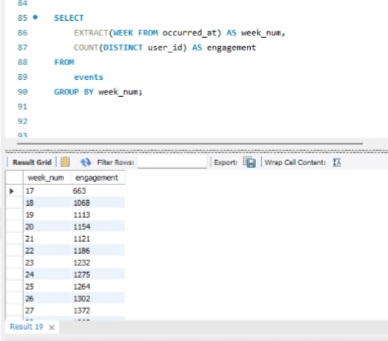 84
85 SELECT
86 EXTRACT(WEEK FROM occurred_at) AS week_num,
87 COUNT(DISTINCT user_id) AS engagement
88 FROM
89 events
90 GROUP BY week_num;
91
92
93
Result Grid Filter Rows: Export: Wrap Cell Content: IA
week_num engagement
17 663
18 1068
19 1113
20 1154
21 1121
22 1186
23 1232
24 1275
25 1264
26 1302
27 1372
Result 19 ×